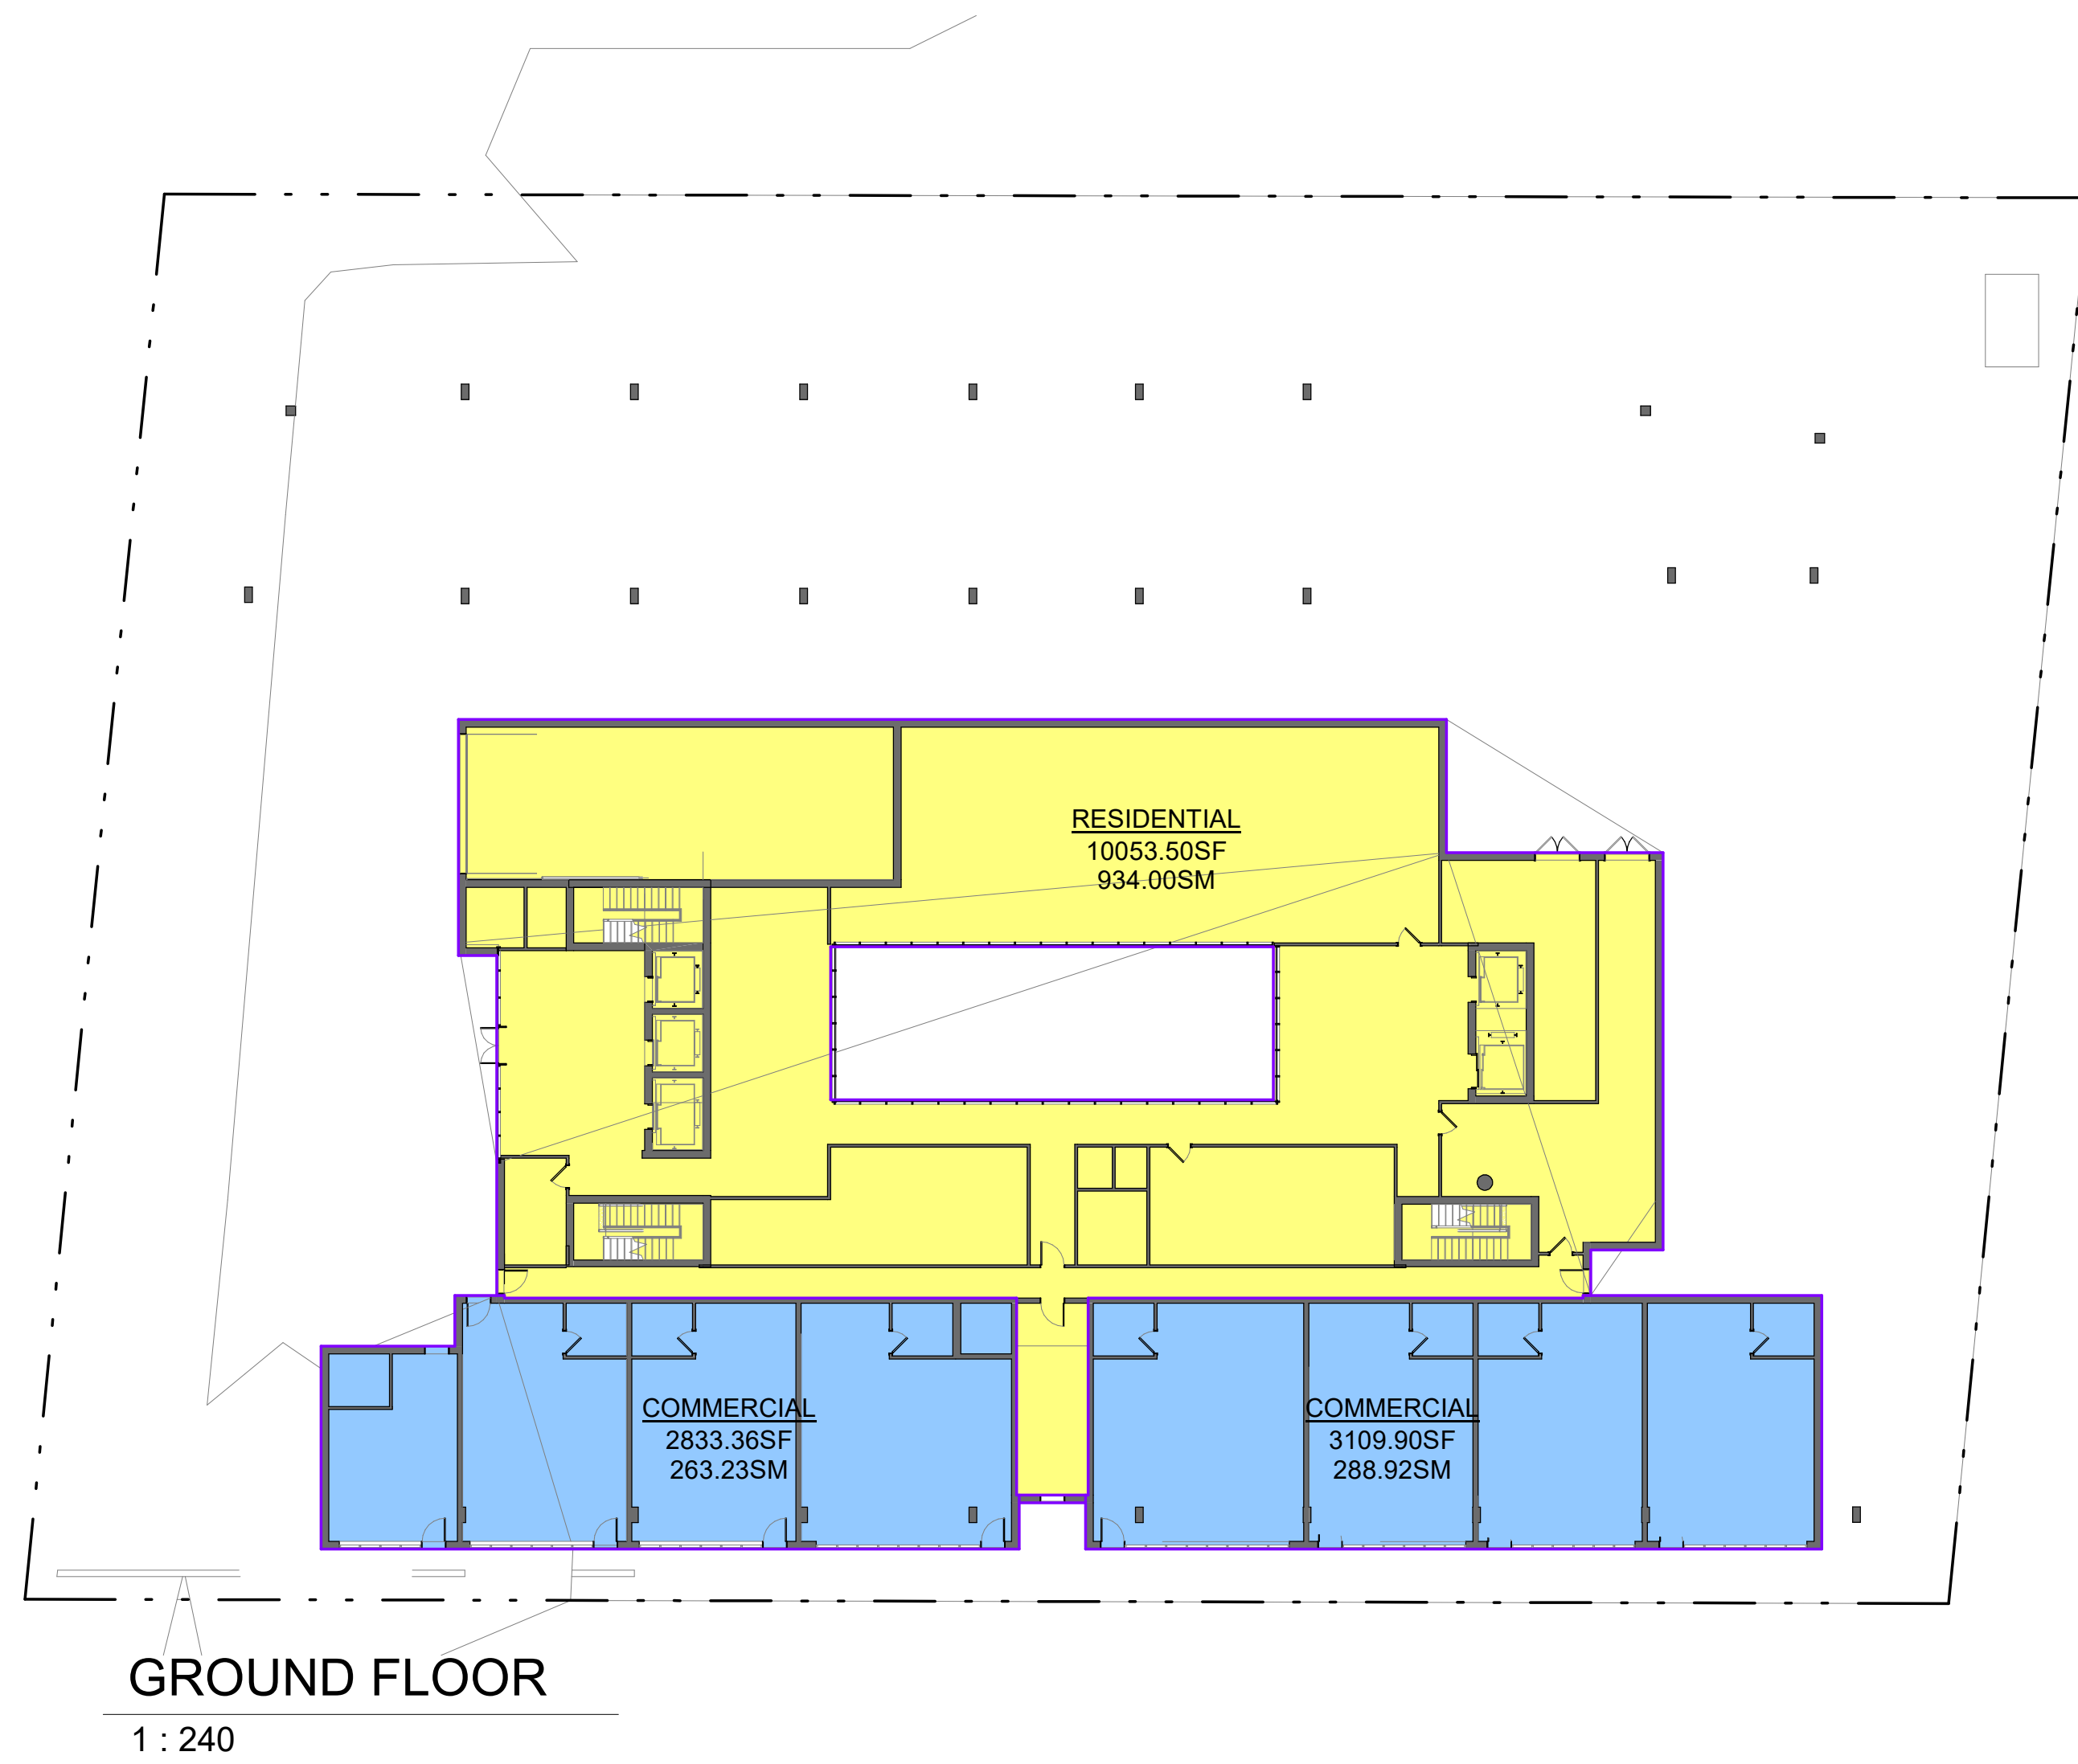 RESIDENTIAL
10053.50SF
934.00SM
COMMERCIAL
2833.36SF
263.23SM
COMMERCIAL
3109.90SF
288.92SM
GROUND FLOOR
1 : 240